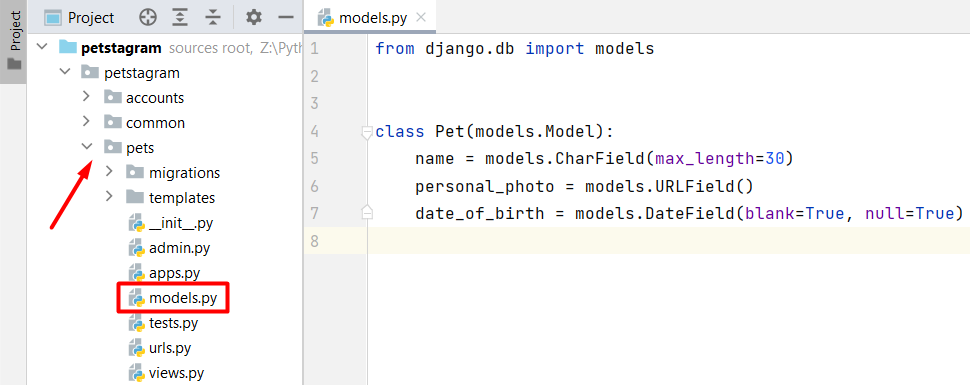 Project
Project
petstagram sources root, Z:\Pyth
petstagram
accounts
common
pets
migrations
templates
__init__.py
admin.py
apps.py
models.py
tests.py
urls.py
views.py
models.py
1 from django.db import models
2
3
4 class Pet(models.Model):
5 name = models.CharField(max_length=30)
6 personal_photo = models.URLField()
7 date_of_birth = models.DateField(blank=True, null=True)
8